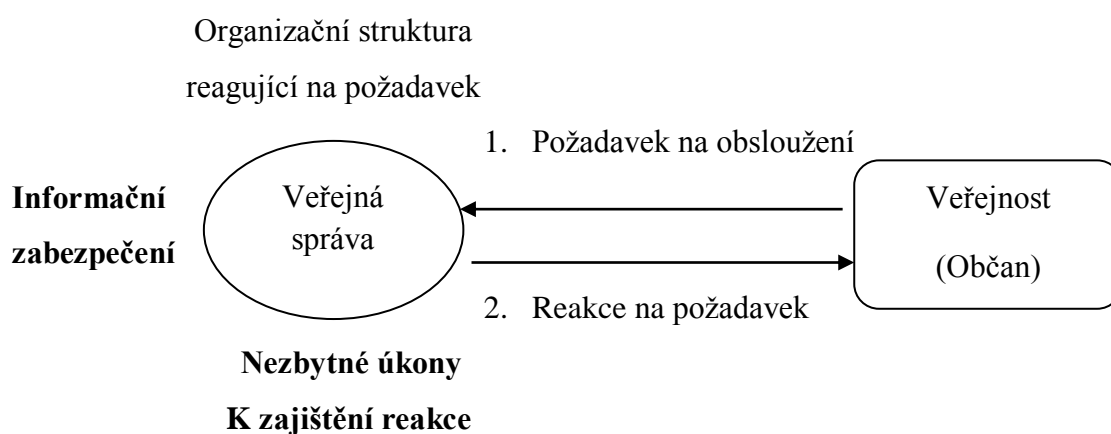 Organizační struktura
reagující na požadavek
1. Požadavek na obsloužení
Informační
zabezpečení
Veřejná
správa
Veřejnost
(Občan)
2. Reakce na požadavek
Nezbytné úkony
K zajištění reakce